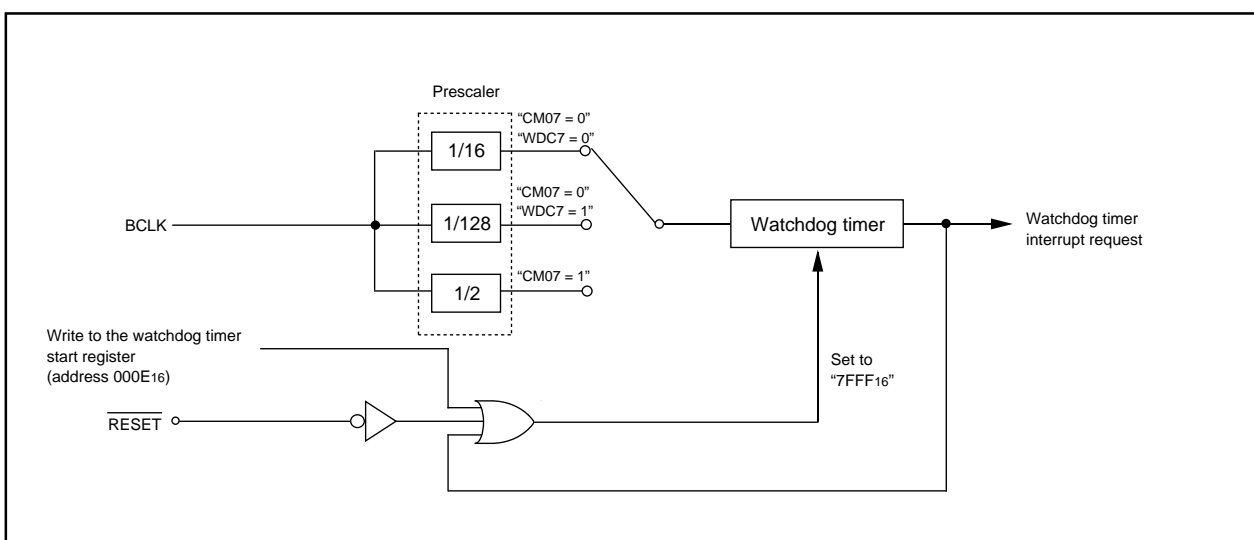 Prescaler
“CM07 = 0”
“WDC7 = 0”
1/16
“CM07 = 0”
“WDC7 = 1”
BCLK
1/128
Watchdog timer
Watchdog timer
interrupt request
“CM07 = 1”
1/2
Write to the watchdog timer
start register
(address 000E16)
Set to
“7FFF16”
RESET